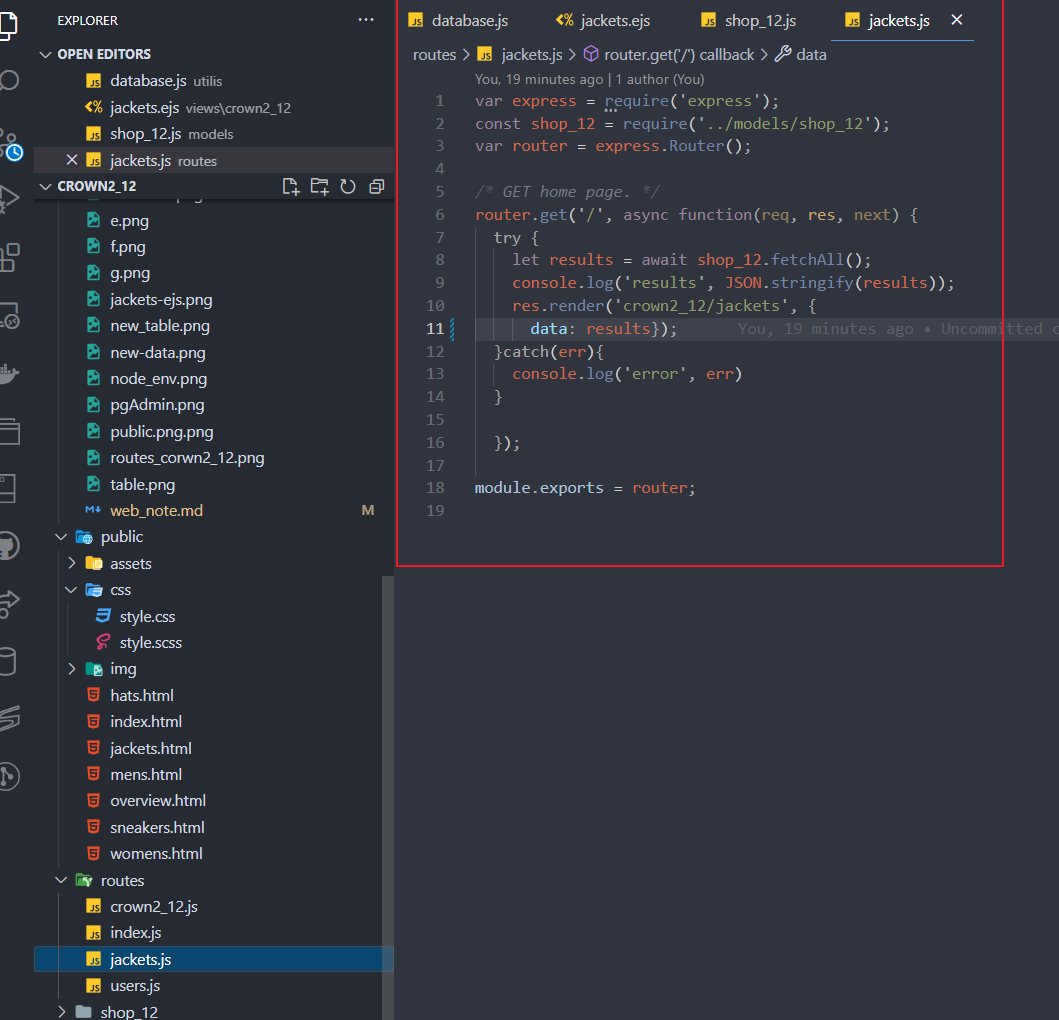 EXPLORER
OPEN EDITORS
database.js utilis
jackets.ejs views\crown2_12
shop_12.js models
jackets.js routes
CROWN2_12
e.png
f.png
g.png
jackets-ejs.png
new_table.png
new-data.png
node_env.png
pgAdmin.png
public.png.png
routes_corwn2_12.png
table.png
web_note.md M
public
assets
css
style.css
style.scss
img
hats.html
index.html
jackets.html
mens.html
overview.html
sneakers.html
womens.html
routes
crown2_12.js
index.js
jackets.js
users.js
shop_12
database.js jackets.ejs shop_12.js jackets.js
routes > jackets.js > router.get('/') callback > data
You, 19 minutes ago | 1 author (You)
1 var express = require('express');
2 const shop_12 = require('../models/shop_12');
3 var router = express.Router();
4
5 /* GET home page. */
6 router.get('/', async function(req, res, next) {
7 try {
8 let results = await shop_12.fetchAll();
9 console.log('results', JSON.stringify(results));
10 res.render('crown2_12/jackets', {
11 data: results}); You, 19 minutes ago • Uncommitted
12 }catch(err){
13 console.log('error', err)
14 }
15
16 });
17
18 module.exports = router;
19